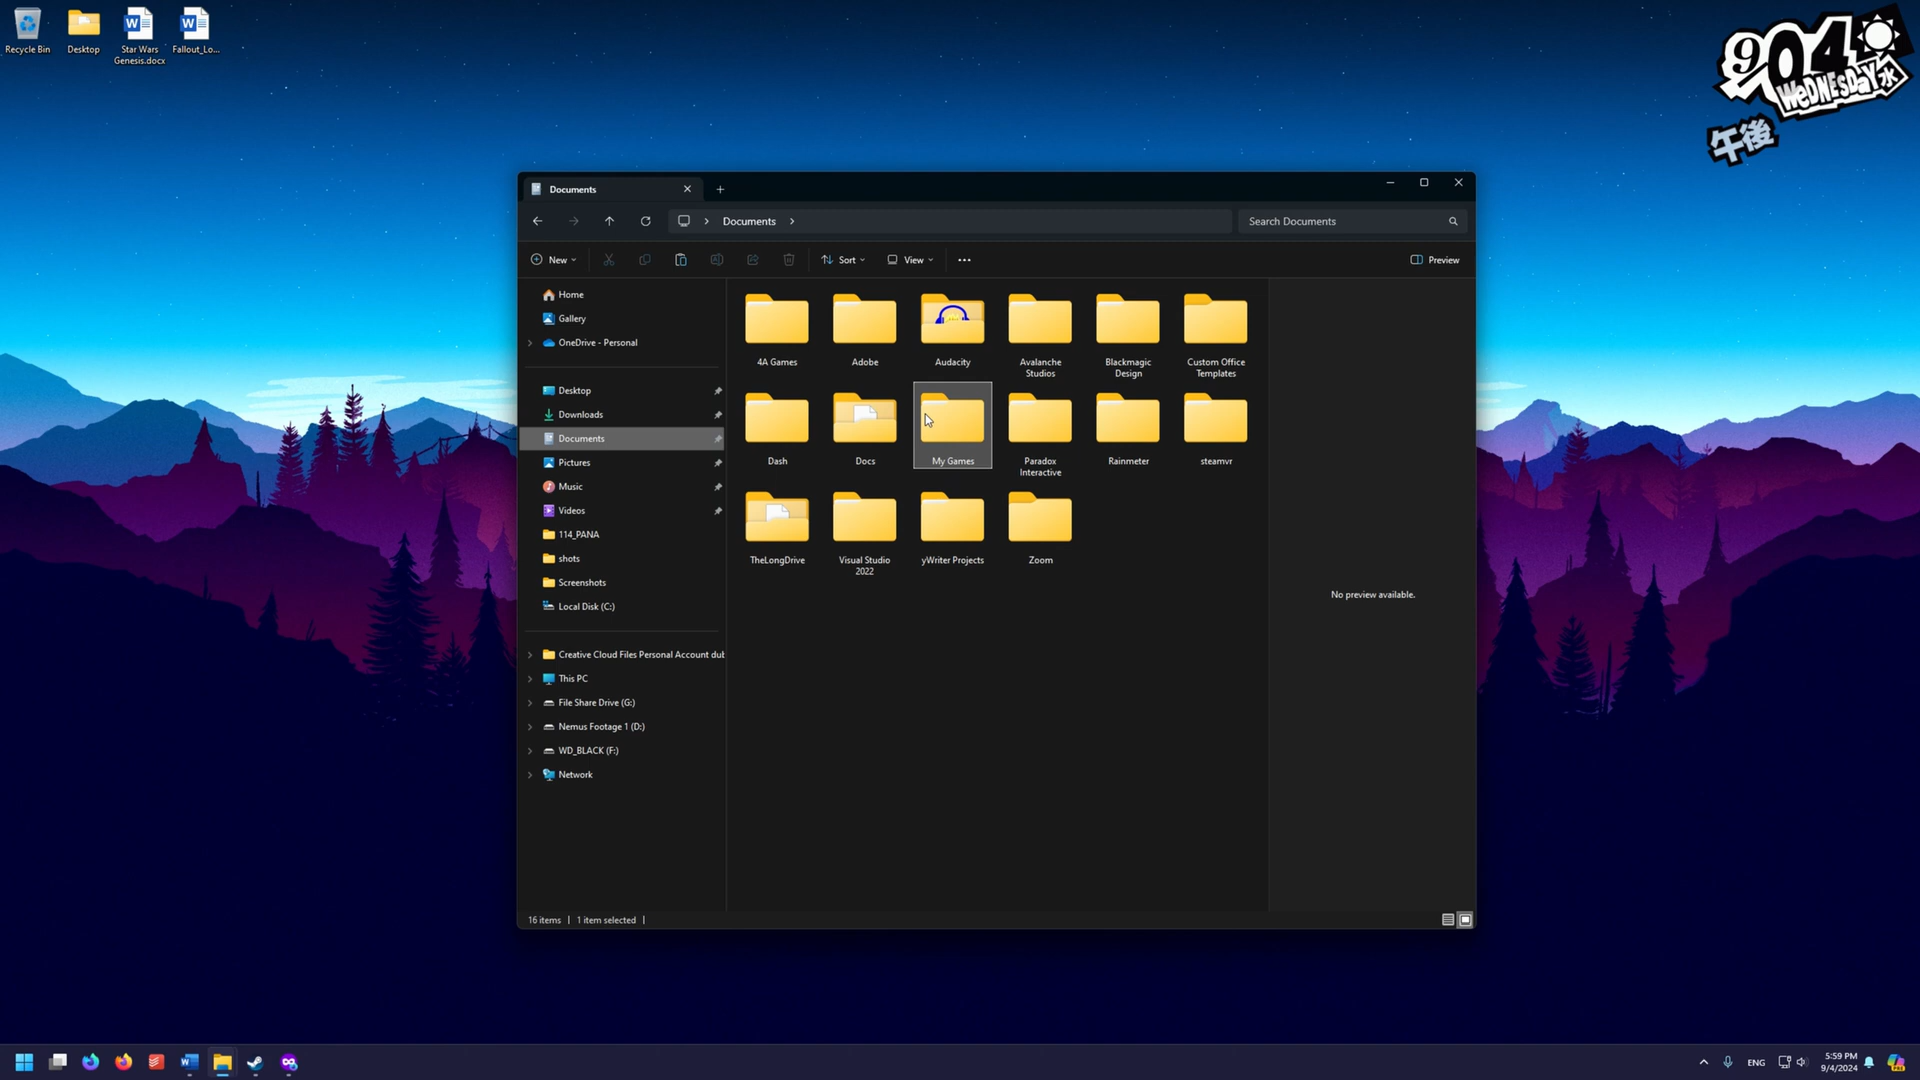 Recycle Bin
Desktop
Star Wars
Genesis.docx
Fallout_Lo...
904
WEDNESDAY 水
午後
Documents
Documents
Search Documents
New
Sort
View
Preview
Home
Gallery
OneDrive - Personal
Desktop
Downloads
Documents
Pictures
Music
Videos
114_PANA
shots
Screenshots
Local Disk (C:)
Creative Cloud Files Personal Account dub
This PC
File Share Drive (G:)
Nemus Footage 1 (D:)
WD_BLACK (F:)
Network
4A Games
Adobe
Audacity
Avalanche
Studios
Blackmagic
Design
Custom Office
Templates
Dash
Docs
My Games
Paradox
Interactive
Rainmeter
steamvr
TheLongDrive
Visual Studio
2022
yWriter Projects
Zoom
No preview available.
16 items
1 item selected
ENG
5:59 PM
9/4/2024